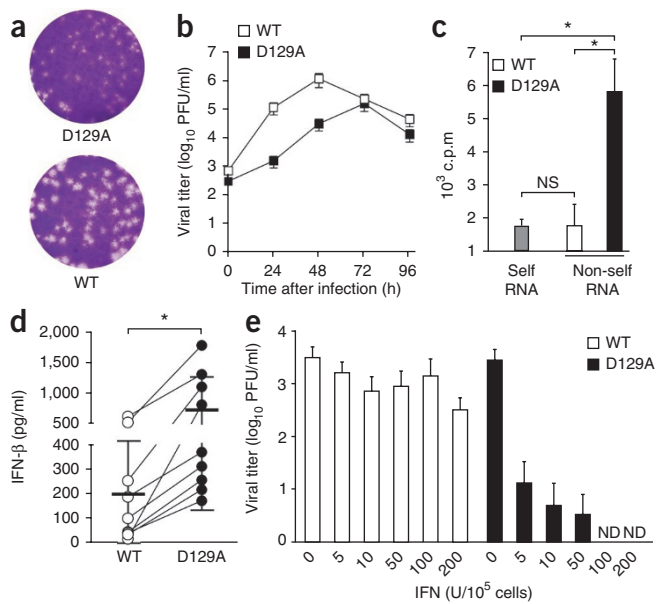 a
D129A
WT
b
WT
D129A
Viral titer (log10 PFU/ml)
7
6
5
4
3
2
1
0
0
24
48
72
96
Time after infection (h)
c
WT
D129A
10³ c.p.m
7
6
5
4
3
2
1
*
*
NS
Self
RNA
Non-self
RNA
d
*
IFN-β (pg/ml)
2,000
1,500
1,000
500
400
300
200
100
0
WT
D129A
e
WT
D129A
Viral titer (log10 PFU/ml)
4
3
2
1
0
ND ND
0
5
10
50
100
200
0
5
10
50
100
200
IFN (U/10⁵ cells)